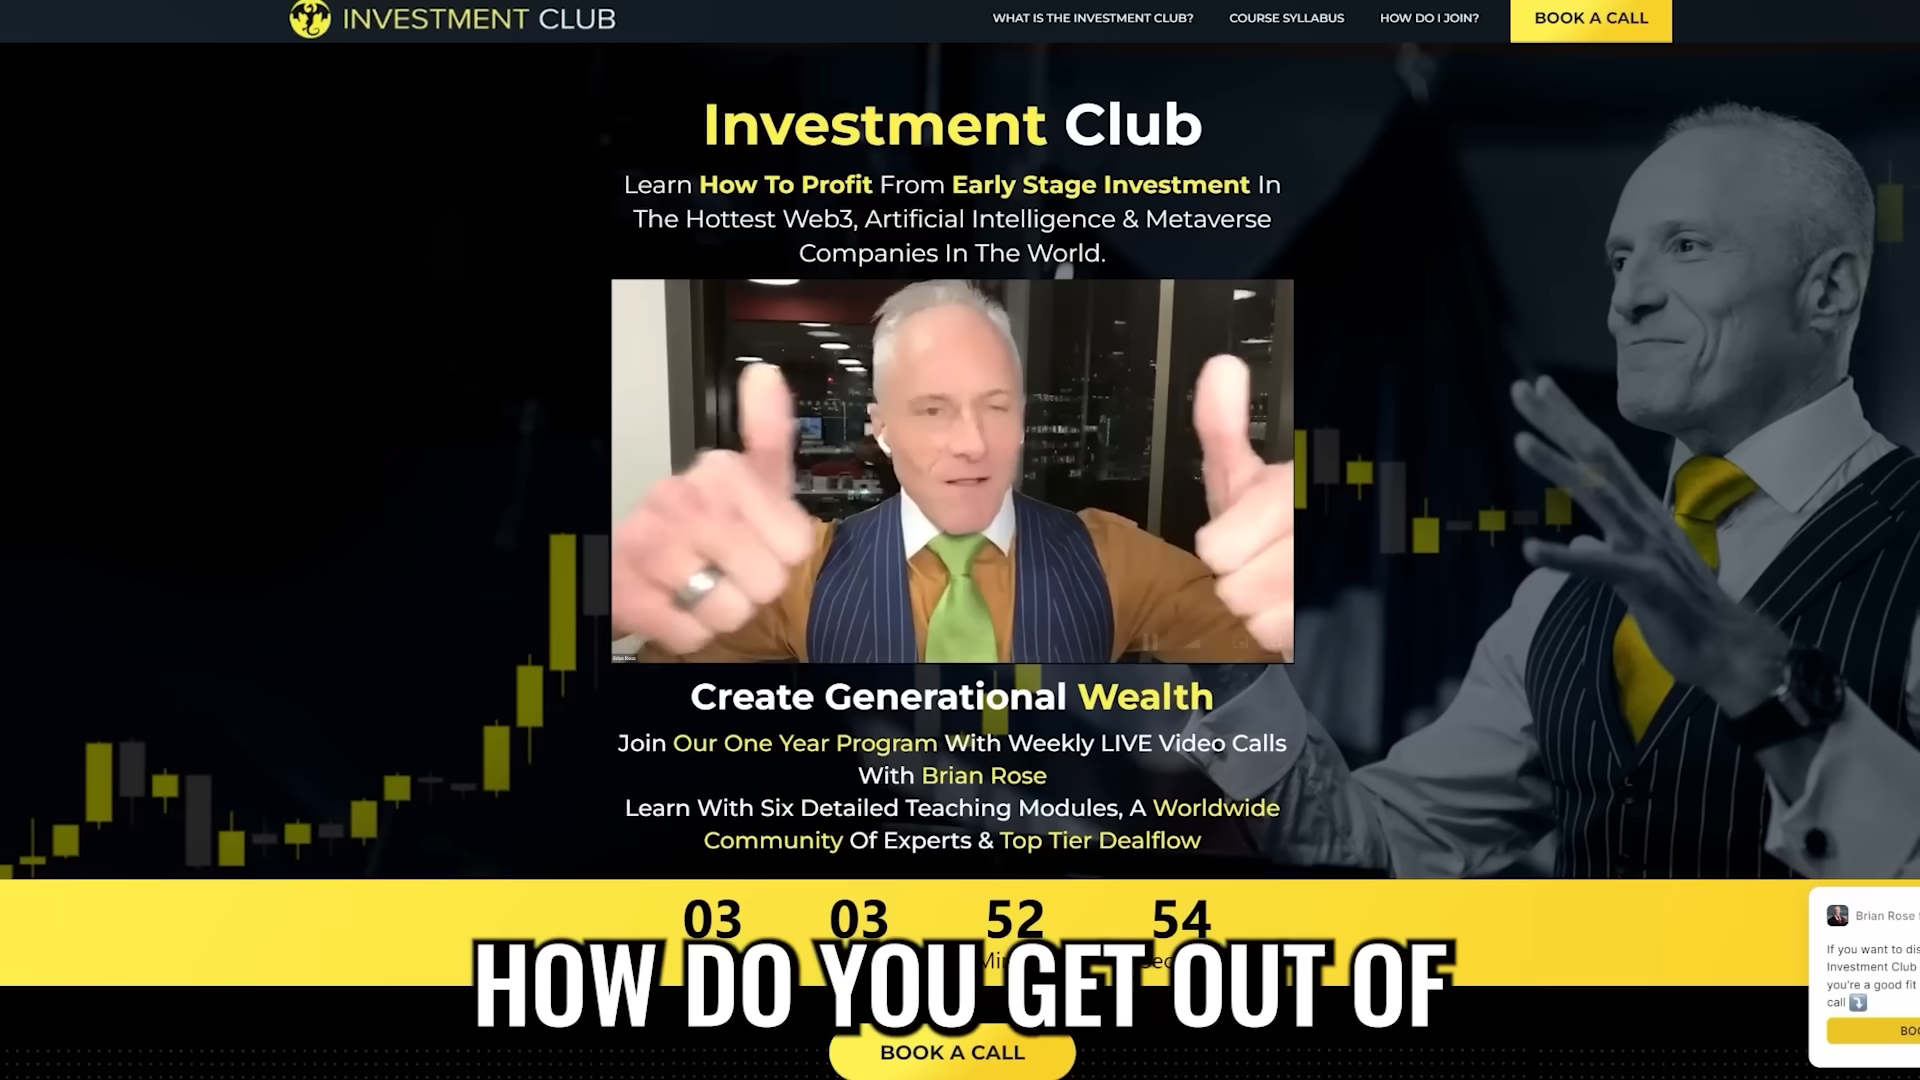 INVESTMENT CLUB
WHAT IS THE INVESTMENT CLUB?
COURSE SYLLABUS
HOW DO I JOIN?
BOOK A CALL
Investment Club
Learn How To Profit From Early Stage Investment In
The Hottest Web3, Artificial Intelligence & Metaverse
Companies In The World.
Brian Rose
Create Generational Wealth
Join Our One Year Program With Weekly LIVE Video Calls
With Brian Rose
Learn With Six Detailed Teaching Modules, A Worldwide
Community Of Experts & Top Tier Dealflow
03 03 52 54
HOW DO YOU GET OUT OF
BOOK A CALL
Brian Rose
If you want to dis
Investment Club
you're a good fit
call
BOO